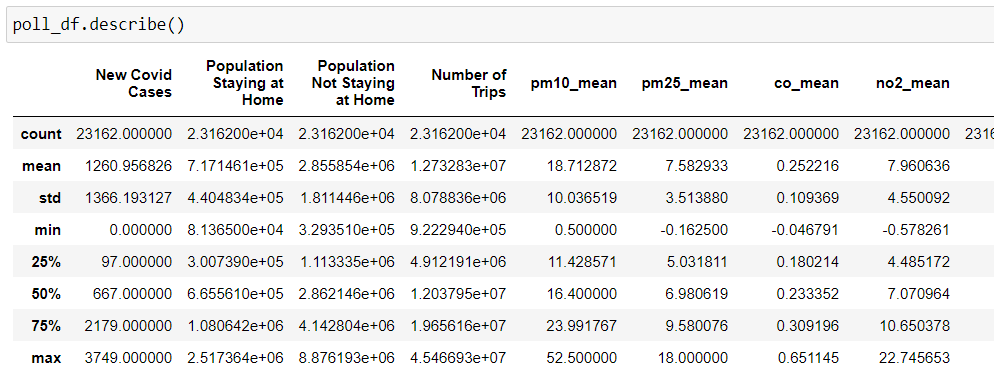 poll_df.describe()
New Covid Cases Population Staying at Home Population Not Staying at Home Number of Trips pm10_mean pm25_mean co_mean no2_mean
count 23162.000000 2.316200e+04 2.316200e+04 2.316200e+04 23162.000000 23162.000000 23162.000000 23162.000000 2316
mean 1260.956826 7.171461e+05 2.855854e+06 1.273283e+07 18.712872 7.582933 0.252216 7.960636
std 1366.193127 4.404834e+05 1.811446e+06 8.078836e+06 10.036519 3.513880 0.109369 4.550092
min 0.000000 8.136500e+04 3.293510e+05 9.222940e+05 0.500000 -0.162500 -0.046791 -0.578261
25% 97.000000 3.007390e+05 1.113335e+06 4.912191e+06 11.428571 5.031811 0.180214 4.485172
50% 667.000000 6.655610e+05 2.862146e+06 1.203795e+07 16.400000 6.980619 0.233352 7.070964
75% 2179.000000 1.080642e+06 4.142804e+06 1.965616e+07 23.991767 9.580076 0.309196 10.650378
max 3749.000000 2.517364e+06 8.876193e+06 4.546693e+07 52.500000 18.000000 0.651145 22.745653